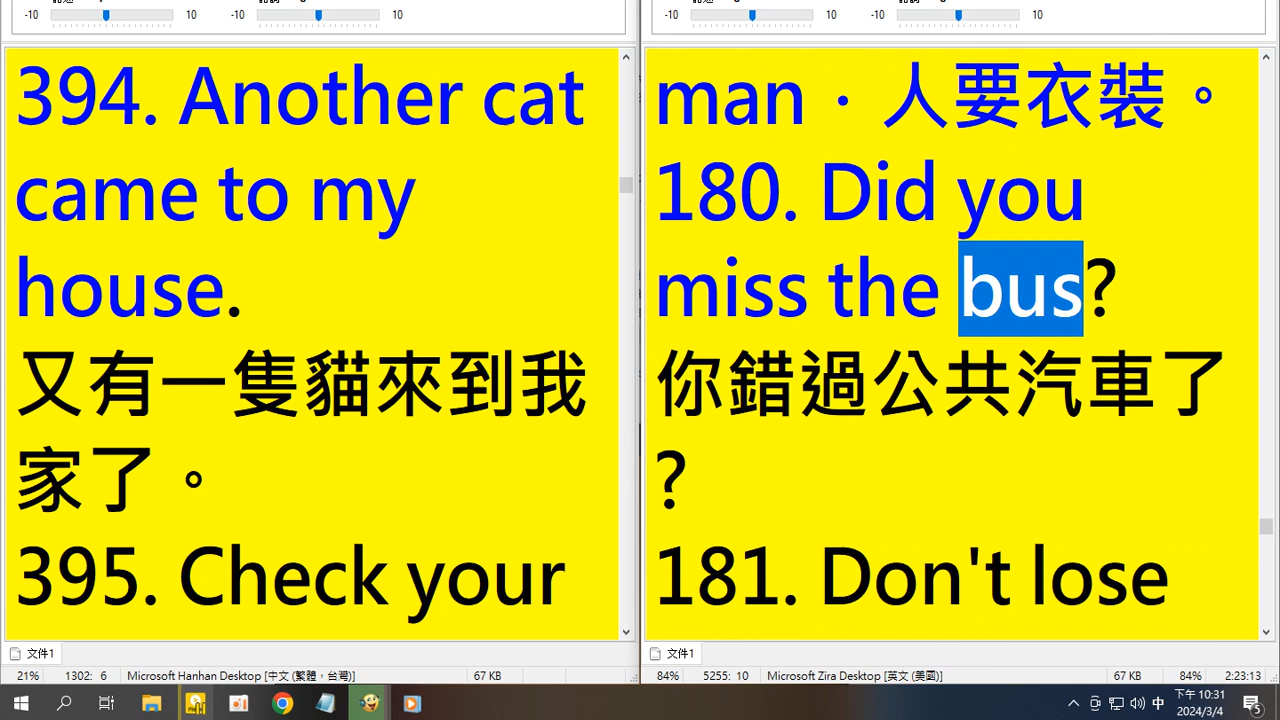 -10 10 -10 10
394. Another cat
came to my
house.
又有一隻貓來到我
家了。
395. Check your
文件1
21% 1302: 6 Microsoft Hanhan Desktop [中文 (繁體，台灣)] 67 KB
-10 10 -10 10
man．人要衣裝。
180. Did you
miss the bus?
你錯過公共汽車了
?
181. Don't lose
文件1
84% 5255: 10 Microsoft Zira Desktop [英文 (美國)] 67 KB 84% 2:23:13
中
下午 10:31
2024/3/4
5